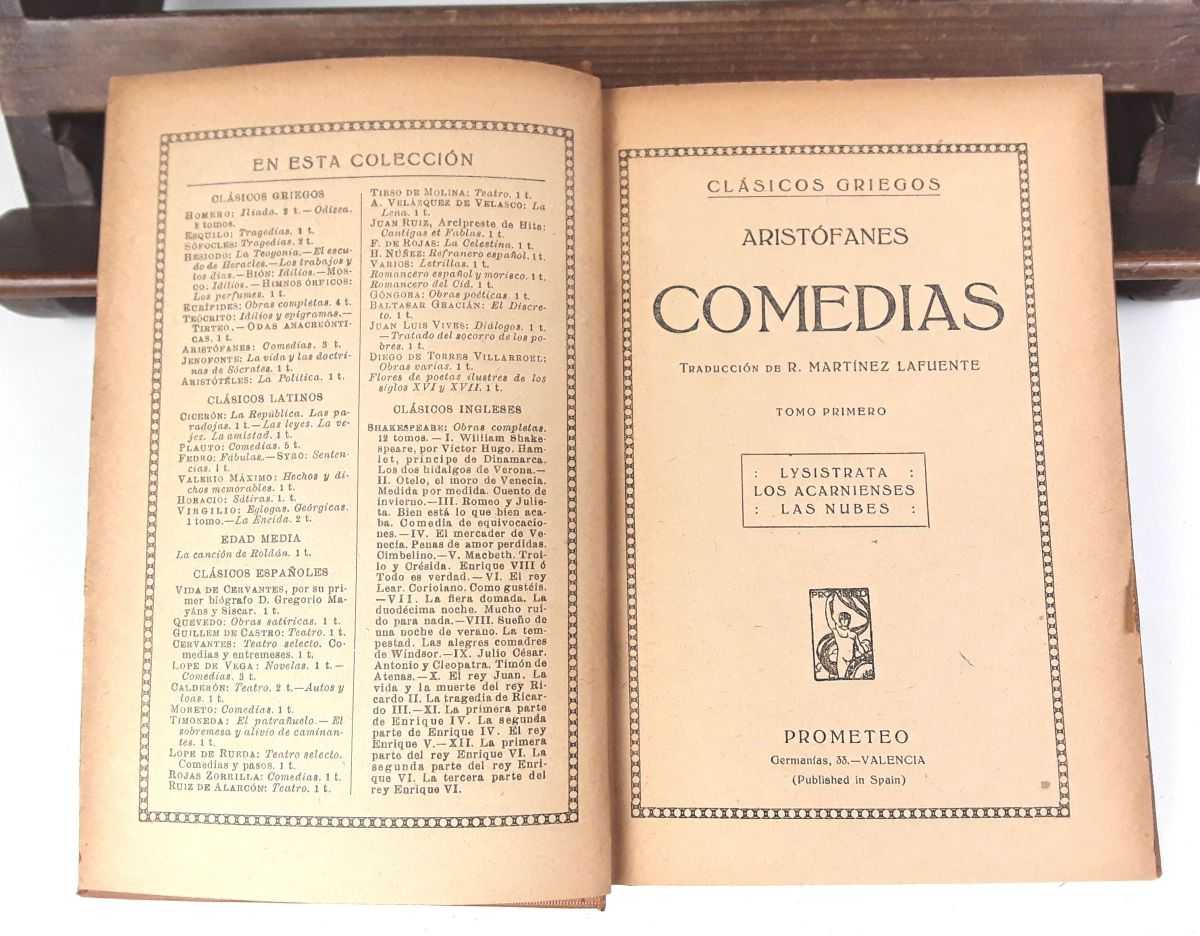 EN ESTA COLECCIÓN
CLÁSICOS GRIEGOS
HOMERO: Iliada. 2 t.—Odisea.
2 tomos.
ESQUILO: Tragedias. 1 t.
SÓFOCLES: Tragedias. 2 t.
HESIODO: La Teogonia.—El escu-
do de Heracles.—Los trabajos y
los dias.—BIÓN: Idilios.—MOS-
CO: Idilios.—HIMNOS ÓRFICOS:
Los perfumes. 1 t.
EURÍPIDES: Obras completas. 4 t.
TEÓCRITO: Idilios y epigramas.—
TIRTEO.—ODAS ANACREÓNTI-
CAS. 1 t.
ARISTÓFANES: Comedias. 3 t.
JENOFONTE: La vida y las doctri-
nas de Sócrates. 1 t.
ARISTÓTELES: La Politica. 1 t.
CLÁSICOS LATINOS
CICERÓN: La República. Las pa-
radojas. 1 t.—Las leyes. La ve-
jez. La amistad. 1 t.
PLAUTO: Comedias. 5 t.
FEDRO: Fábulas.—SYRO: Senten-
cias. 1 t.
VALERIO MÁXIMO: Hechos y di-
chos memorables. 1 t.
HORACIO: Sátiras. 1. t.
VIRGILIO: Eglogas. Geórgicas.
1 tomo.—La Eneida. 2 t.
EDAD MEDIA
La canción de Roldán. 1 t.
CLÁSICOS ESPAÑOLES
VIDA DE CERVANTES, por su pri-
mer biógrafo D. Gregorio Ma-
yáns y Siscar. 1 t.
QUEVEDO: Obras satíricas. 1 t.
GUILLEM DE CASTRO: Teatro. 1 t.
CERVANTES: Teatro selecto. Co-
medias y entremeses. 1 t.
LOPE DE VEGA: Novelas. 1 t.—
Comedias. 3 t.
CALDERÓN: Teatro. 2 t.—Autos y
loas. 1 t.
MORETO: Comedias. 1 t.
TIMONEDA: El patrañuelo.—El
sobremesa y alivio de caminan-
tes. 1 t.
LOPE DE RUEDA: Teatro selecto.
Comedias y pasos. 1 t.
ROJAS ZORRILLA: Comedias. 1 t.
RUIZ DE ALARCÓN: Teatro. 1 t.
TIRSO DE MOLINA: Teatro. 1 t.
A. VELÁZQUEZ DE VELASCO: La
Lena. 1 t.
JUAN RUIZ, Arcipreste de Hita:
Cantigas et Fablas. 1 t.
F. DE ROJAS: La Celestina. 1 t.
H. NÚÑEZ: Refranero español. 1 t.
VARIOS: Letrillas. 1 t.
Romancero español y morisco. 1 t.
Romancero del Cid. 1 t.
GÓNGORA: Obras poéticas. 1 t.
BALTASAR GRACIÁN: El Discre-
to. 1 t.
JUAN LUIS VIVES: Diálogos. 1 t.
—Tratado del socorro de los po-
bres. 1 t.
DIEGO DE TORRES VILLARROEL:
Obras varias. 1 t.
Flores de poetas ilustres de los
siglos XVI y XVII. 1 t.
CLÁSICOS INGLESES
SHAKESPEARE: Obras completas.
12 tomos.—I. William Shake-
speare, por Víctor Hugo. Ham-
let, príncipe de Dinamarca.
Los dos hidalgos de Verona.—
II. Otelo, el moro de Venecia.
Medida por medida. Cuento de
invierno.—III. Romeo y Julie-
ta. Bien está lo que bien aca-
ba. Comedia de equivocacio-
nes.—IV. El mercader de Ve-
necia. Penas de amor perdidas.
Cimbelino.—V. Macbeth. Troi-
lo y Crésida. Enrique VIII ó
Todo es verdad.—VI. El rey
Lear. Coriolano. Como gustéis.
—VII. La fiera domada. La
duodécima noche. Mucho rui-
do para nada.—VIII. Sueño de
una noche de verano. La tem-
pestad. Las alegres comadres
de Windsor.—IX. Julio César.
Antonio y Cleopatra. Timón de
Atenas.—X. El rey Juan. La
vida y la muerte del rey Ri-
cardo II. La tragedia de Ricar-
do III.—XI. La primera parte
de Enrique IV. La segunda
parte de Enrique IV. El rey
Enrique V.—XII. La primera
parte del rey Enrique VI. La
segunda parte del rey Enri-
que VI. La tercera parte del
rey Enrique VI.
CLÁSICOS GRIEGOS
ARISTÓFANES
COMEDIAS
TRADUCCIÓN DE R. MARTÍNEZ LAFUENTE
TOMO PRIMERO
: LYSISTRATA :
LOS ACARNIENSES
: LAS NUBES :
PROMETEO
PROMETEO
Germanías, 33.—VALENCIA
(Published in Spain)